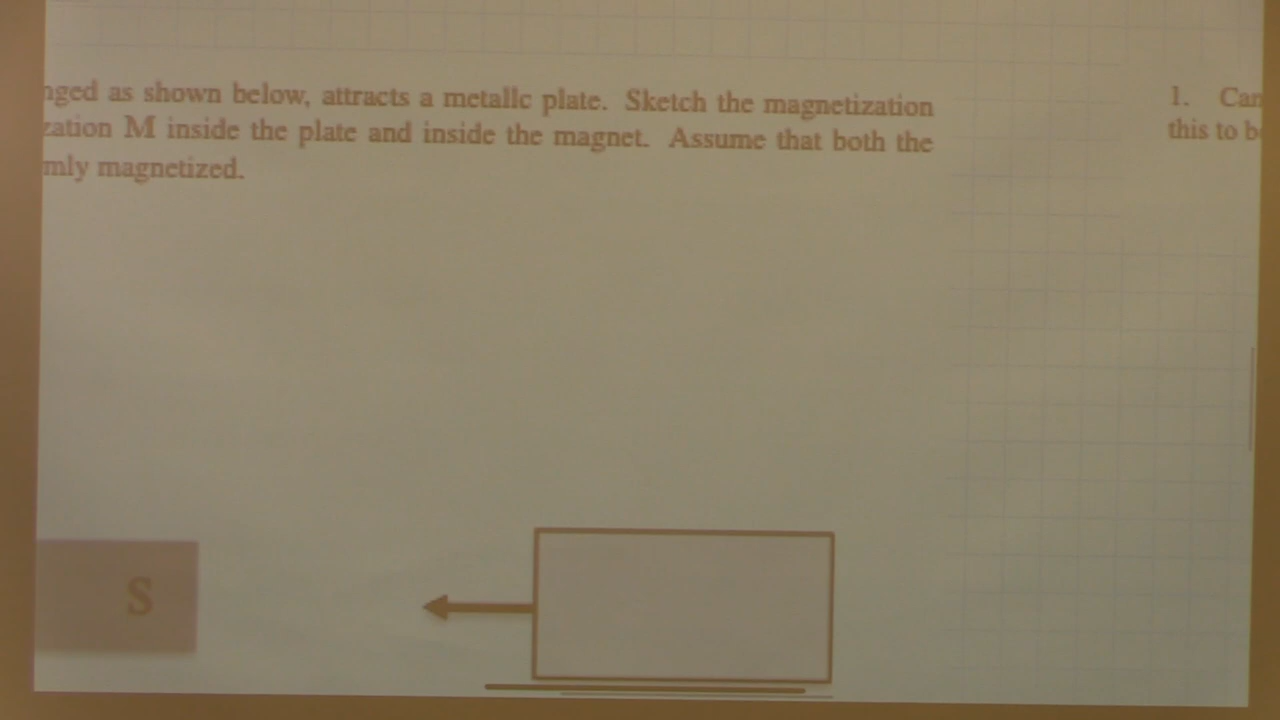 nged as shown below, attracts a metallc plate. Sketch the magnetization
zation M inside the plate and inside the magnet. Assume that both the
mly magnetized.
1. Can
this to b
S